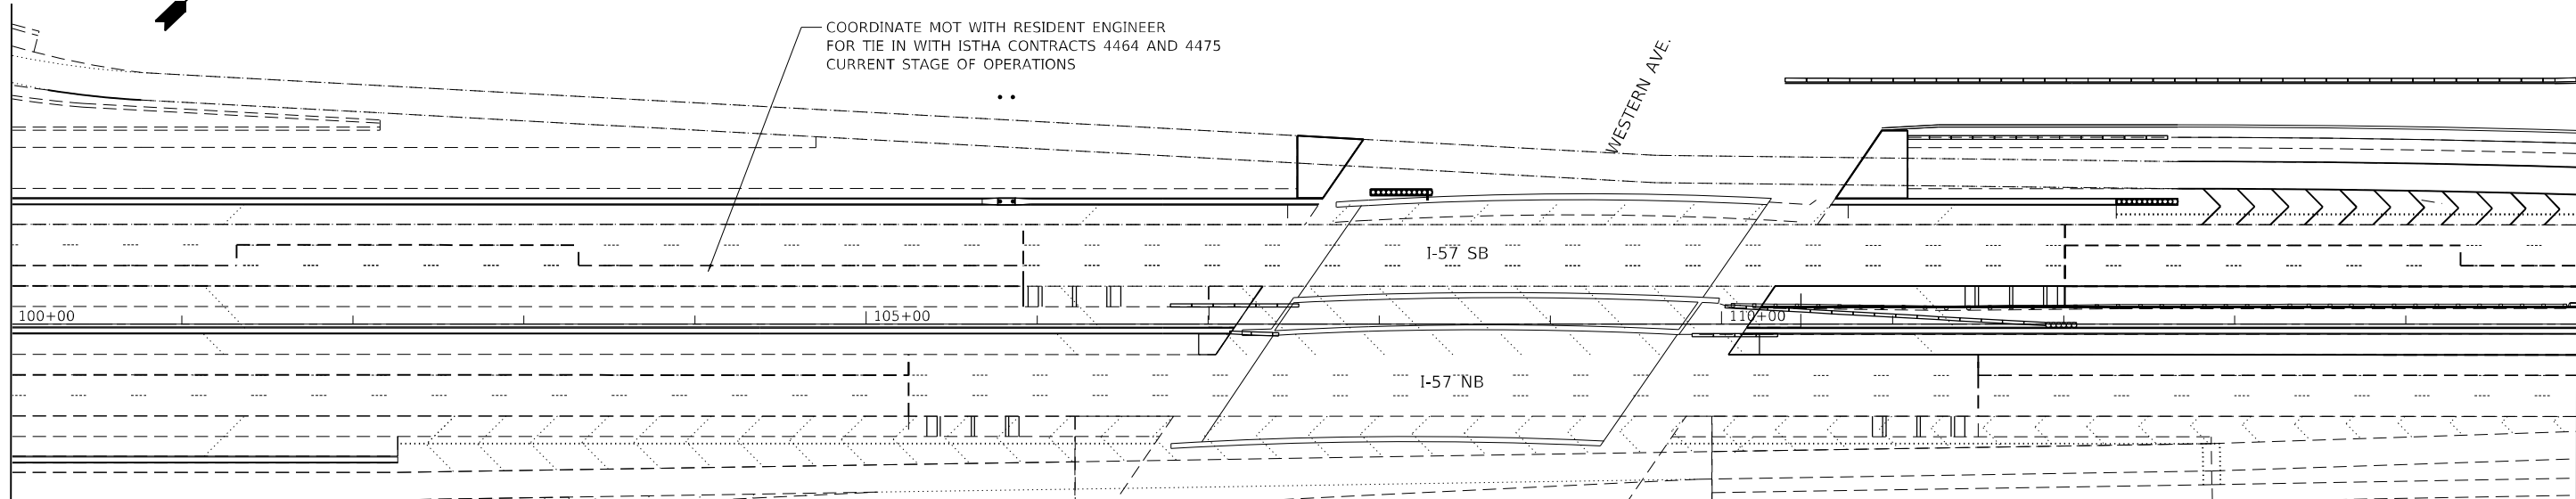 COORDINATE MOT WITH RESIDENT ENGINEER
FOR TIE IN WITH ISTHA CONTRACTS 4464 AND 4475
CURRENT STAGE OF OPERATIONS
WESTERN AVE.
I-57 SB
100+00
105+00
110+00
I-57 NB